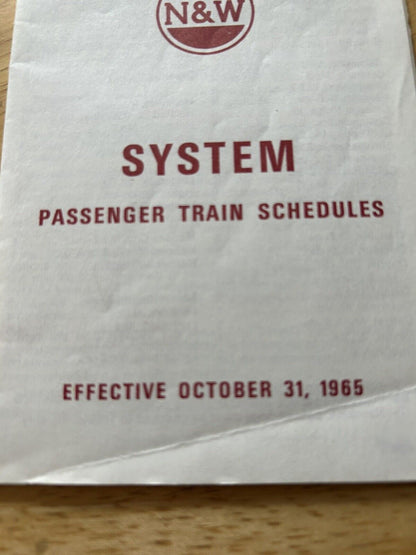 N&W
SYSTEM
PASSENGER TRAIN SCHEDULES
EFFECTIVE OCTOBER 31, 1965